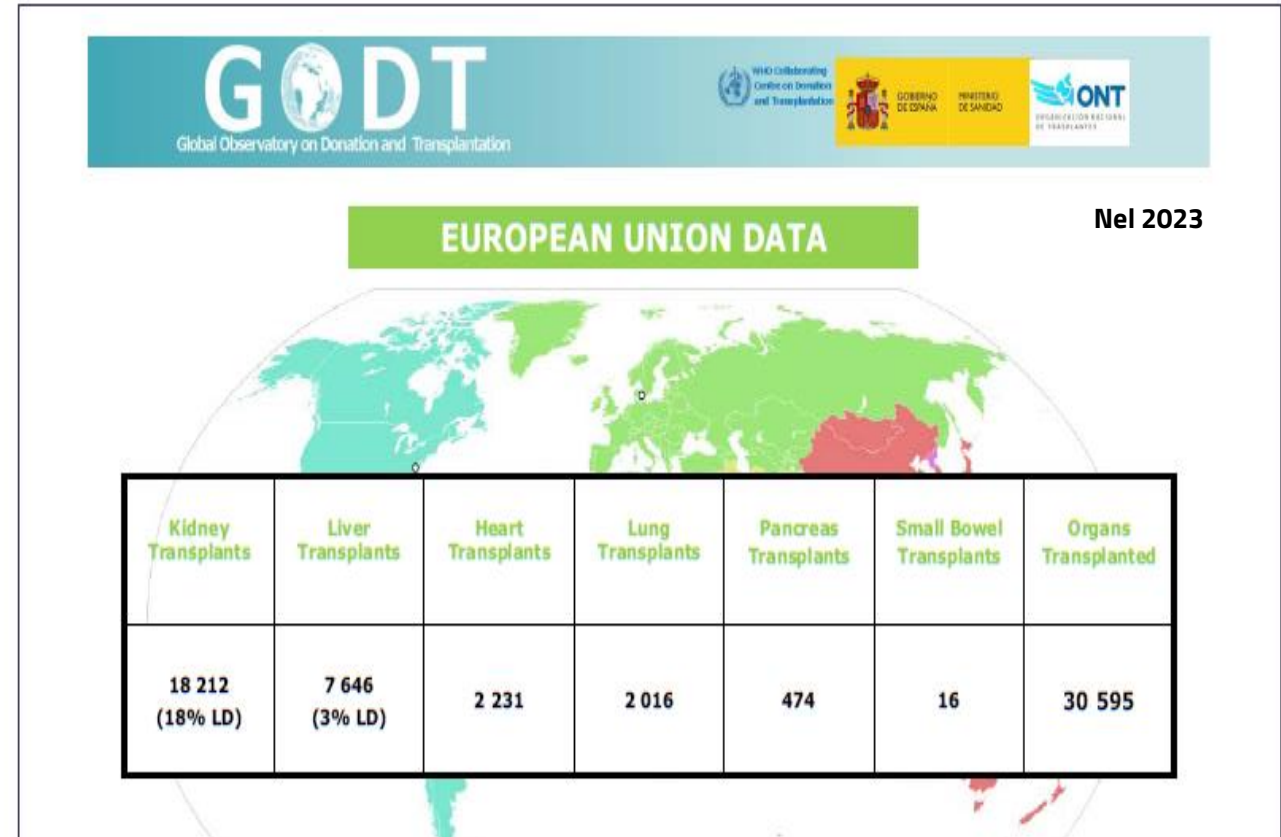 GODT
Global Observatory on Donation and Transplantation
WHO Collaborating
Centre on Donation
and Transplantation
GOBIERNO
DE ESPAÑA
MINISTERIO
DE SANIDAD
ONT
ORGANIZACIÓN NACIONAL
DE TRASPLANTES
Nel 2023
EUROPEAN UNION DATA
Kidney
Transplants
Liver
Transplants
Heart
Transplants
Lung
Transplants
Pancreas
Transplants
Small Bowel
Transplants
Organs
Transplanted
18 212
(18% LD)
7 646
(3% LD)
2 231
2 016
474
16
30 595